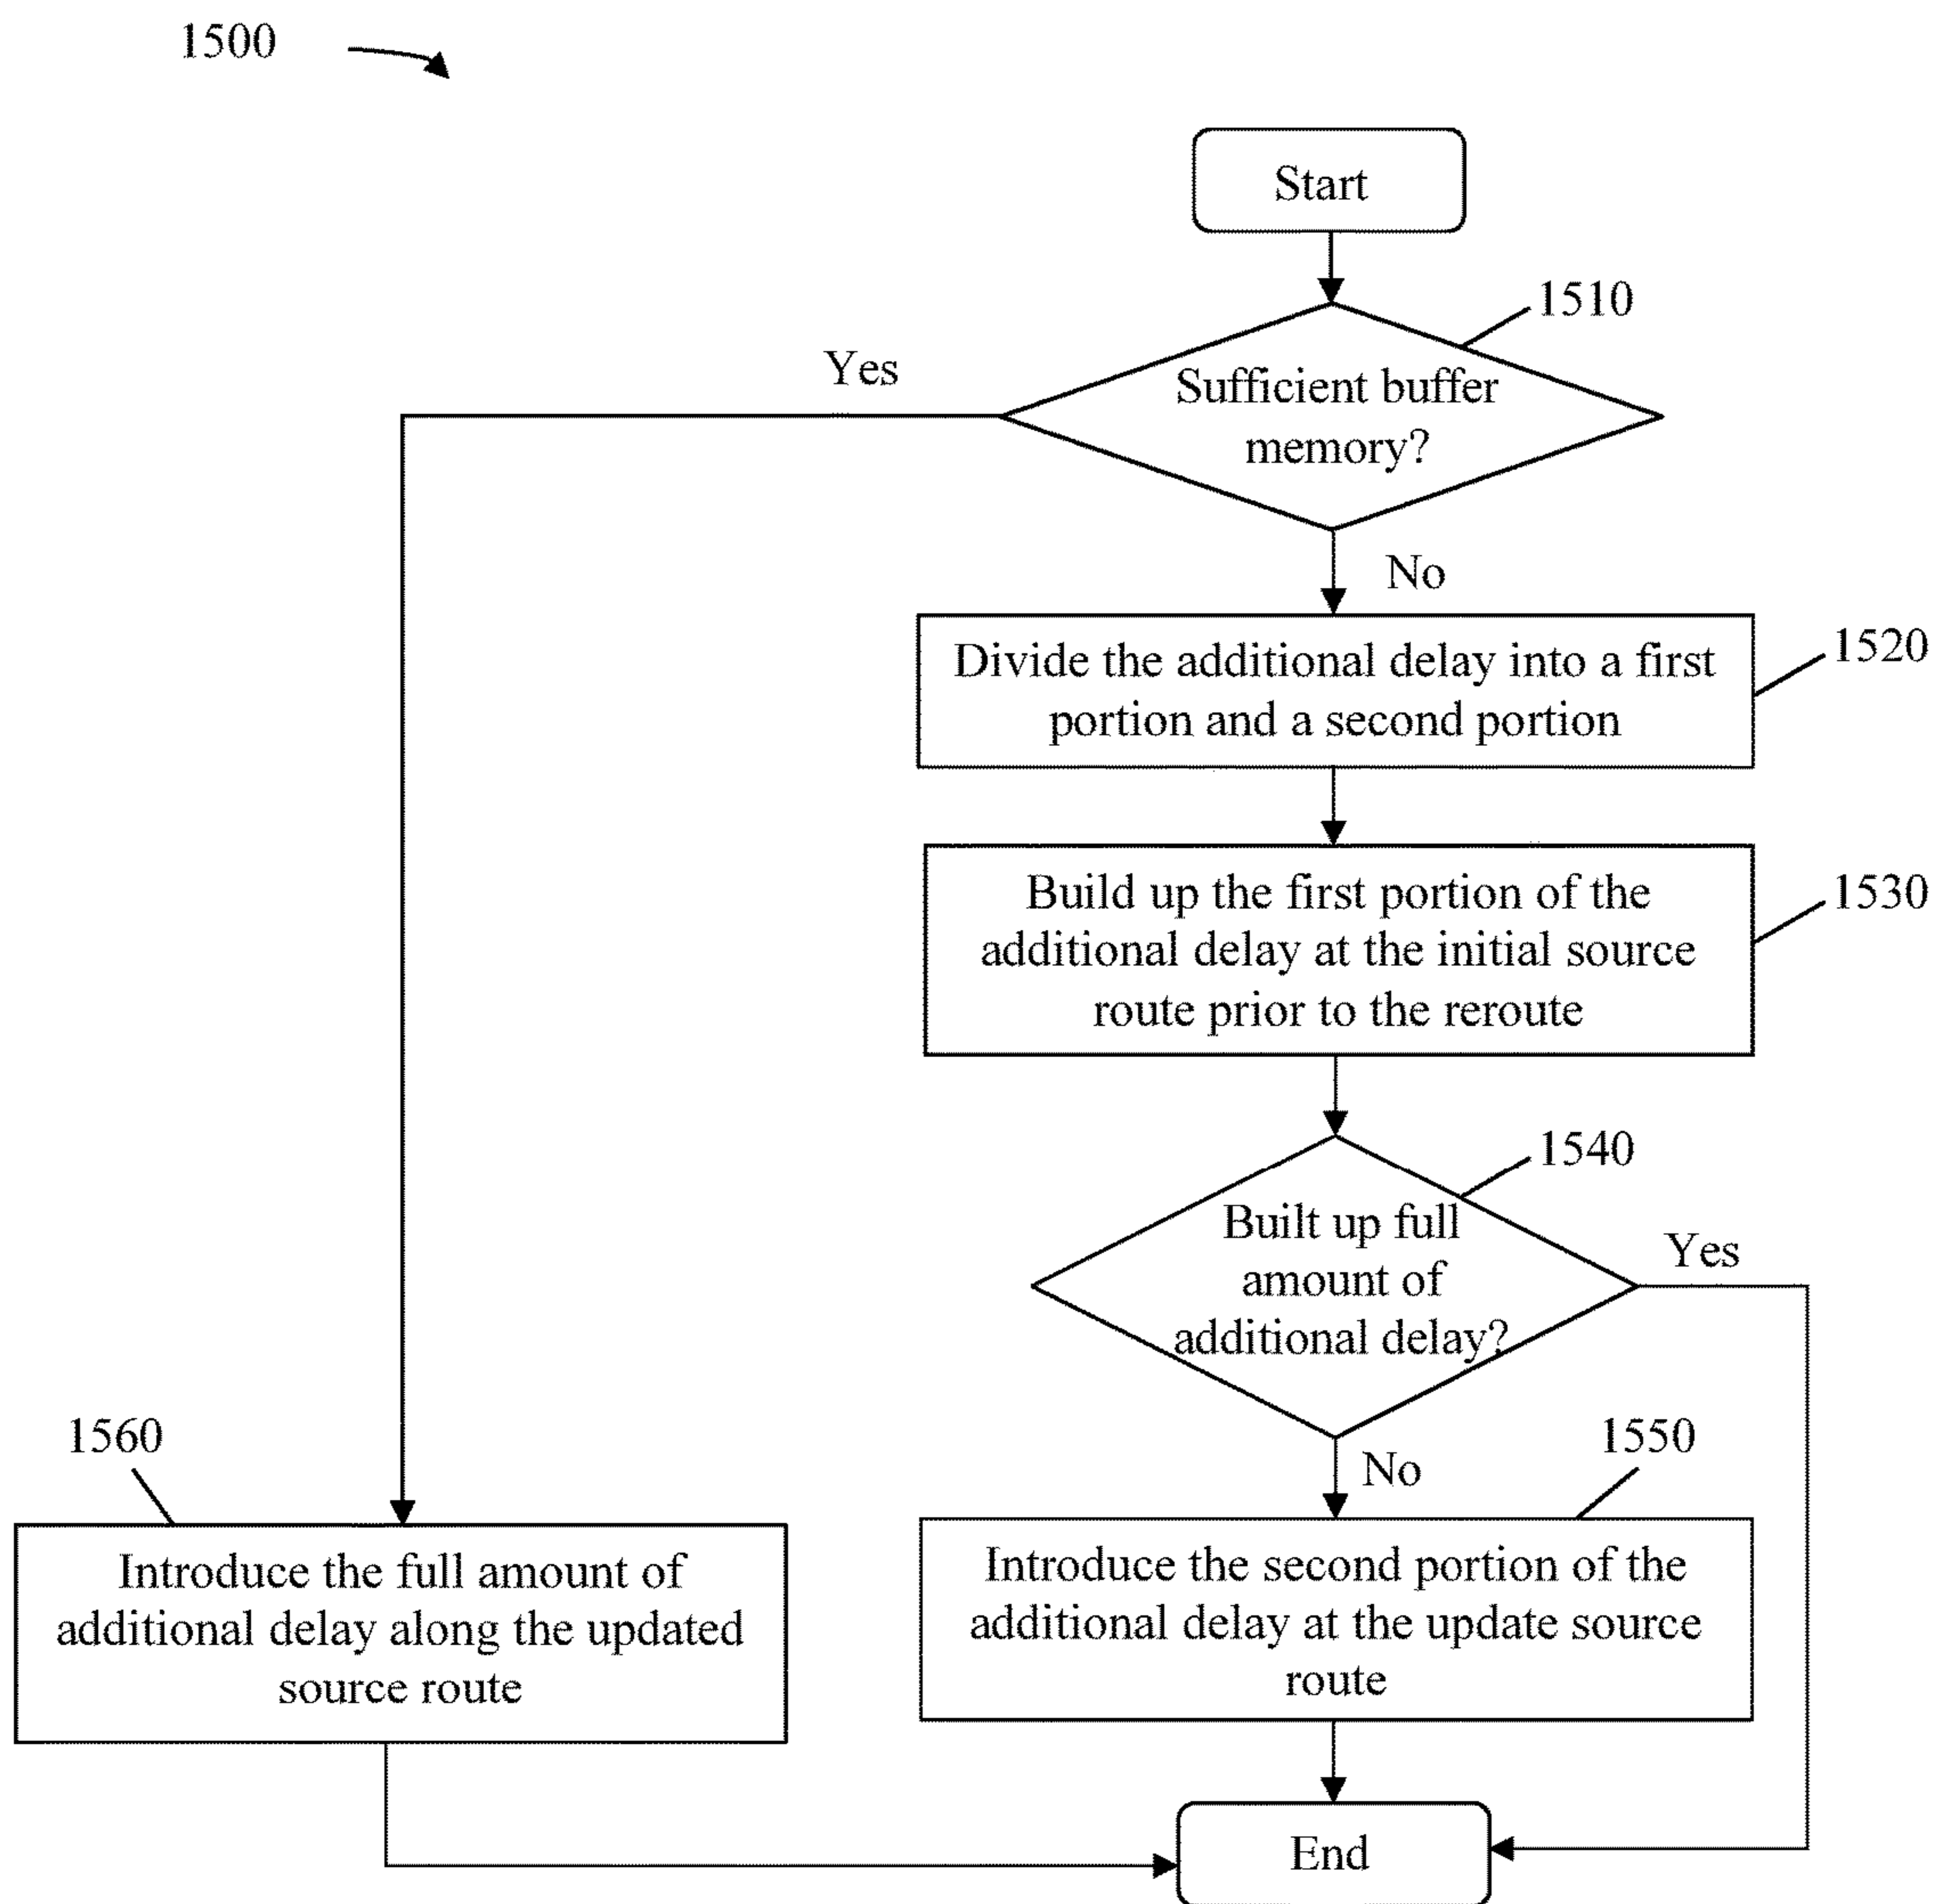 1500
Start
1510
Yes
Sufficient buffer
memory?
No
1520
Divide the additional delay into a first
portion and a second portion
1530
Build up the first portion of the
additional delay at the initial source
route prior to the reroute
1540
Built up full
amount of
additional delay?
Yes
No
1560
1550
Introduce the full amount of
additional delay along the updated
source route
Introduce the second portion of the
additional delay at the update source
route
End